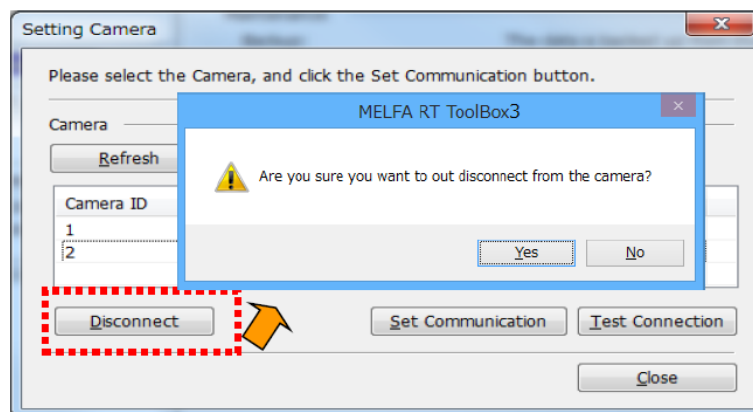 Setting Camera
Please select the Camera, and click the Set Communication button.
MELFA RT ToolBox3
Camera
Refresh
Are you sure you want to out disconnect from the camera?
Camera ID
1
2
Yes
No
Disconnect
Set Communication
Test Connection
Close